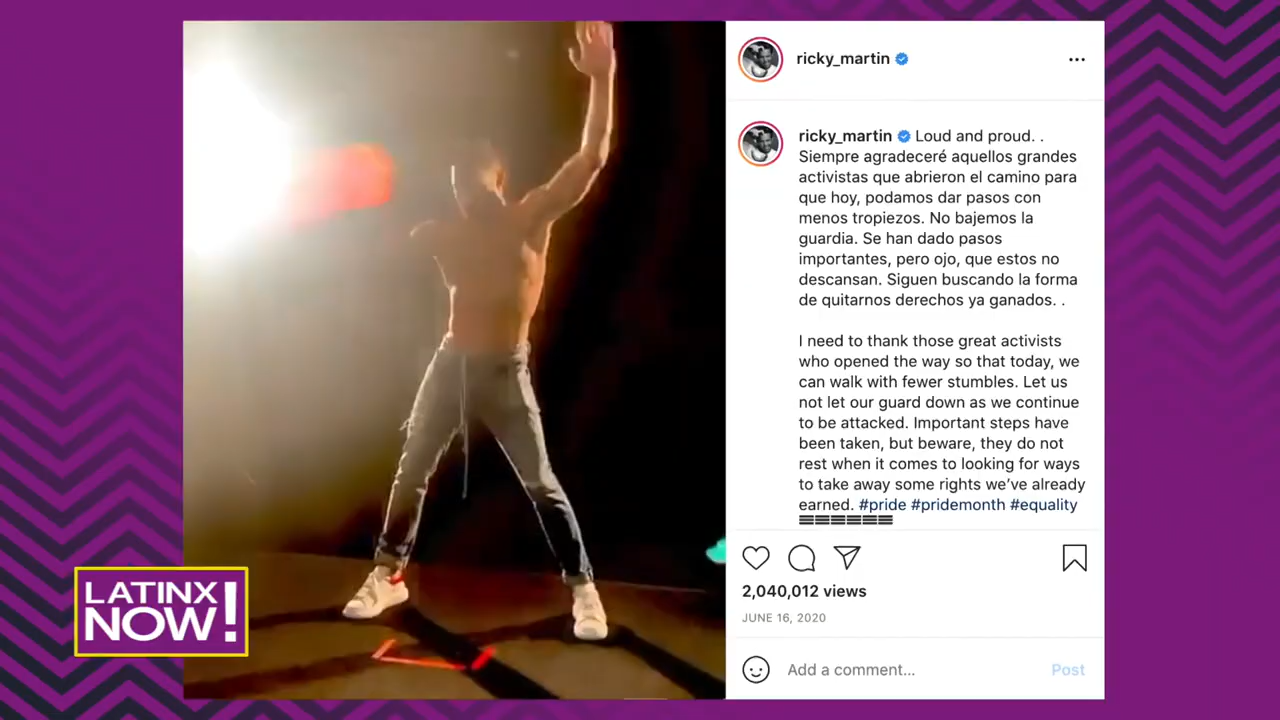 ricky_martin
ricky_martin Loud and proud. .
Siempre agradeceré aquellos grandes
activistas que abrieron el camino para
que hoy, podamos dar pasos con
menos tropiezos. No bajemos la
guardia. Se han dado pasos
importantes, pero ojo, que estos no
descansan. Siguen buscando la forma
de quitarnos derechos ya ganados. .
I need to thank those great activists
who opened the way so that today, we
can walk with fewer stumbles. Let us
not let our guard down as we continue
to be attacked. Important steps have
been taken, but beware, they do not
rest when it comes to looking for ways
to take away some rights we’ve already
earned. #pride #pridemonth #equality
2,040,012 views
JUNE 16, 2020
Add a comment...
Post
LATINX
NOW!